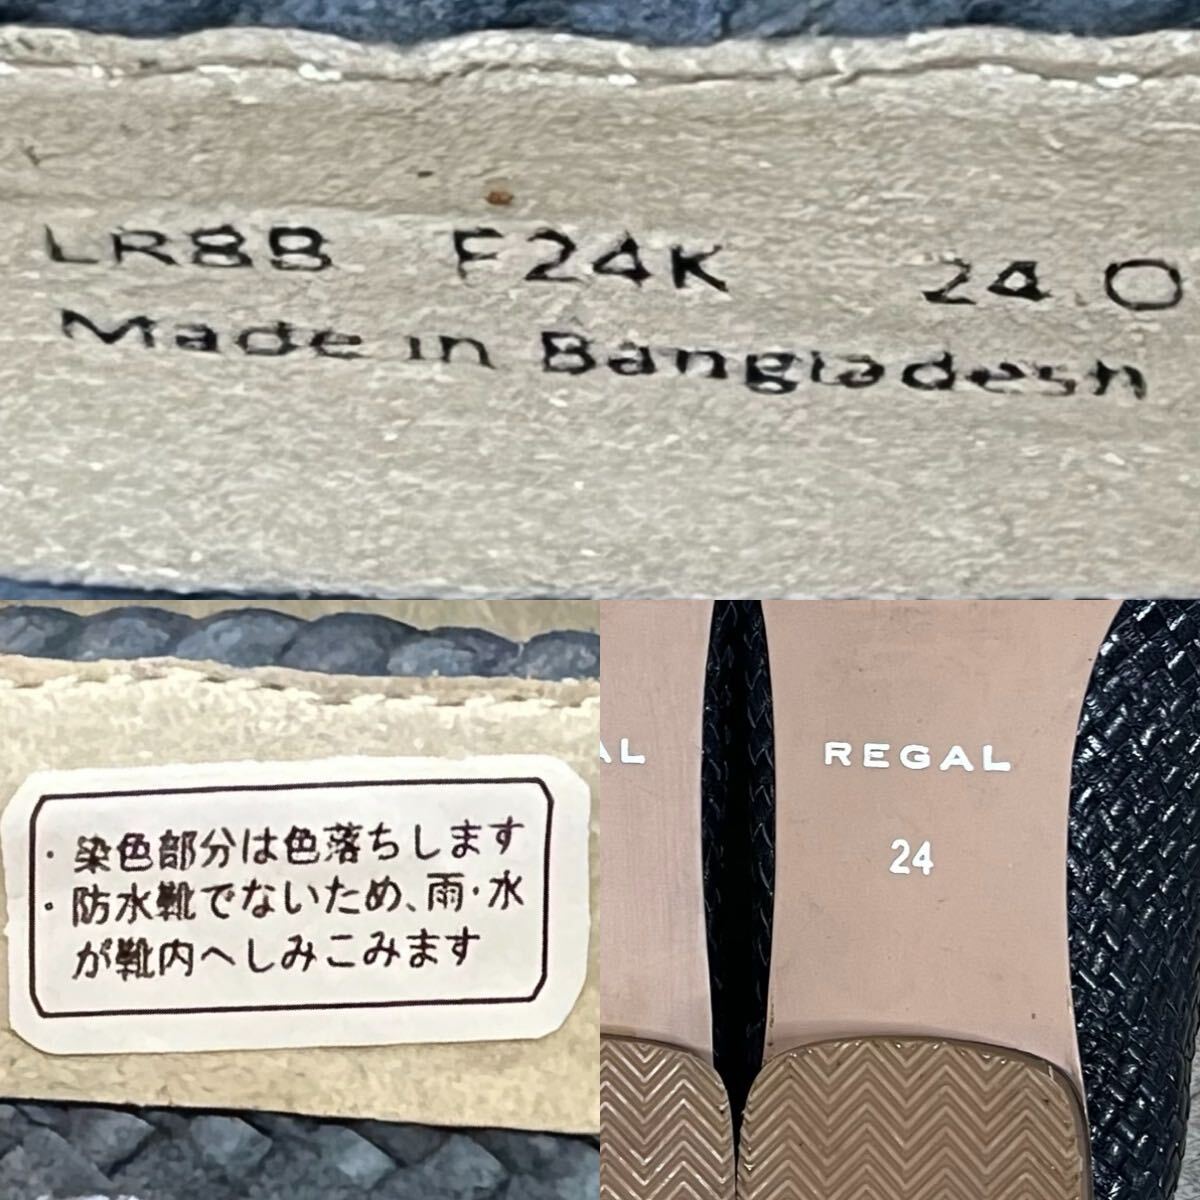 LR88 F24K 24.0
Made in Bangladesh
・染色部分は色落ちします
・防水靴でないため、雨・水
が靴内へしみこみます
AL
REGAL
24